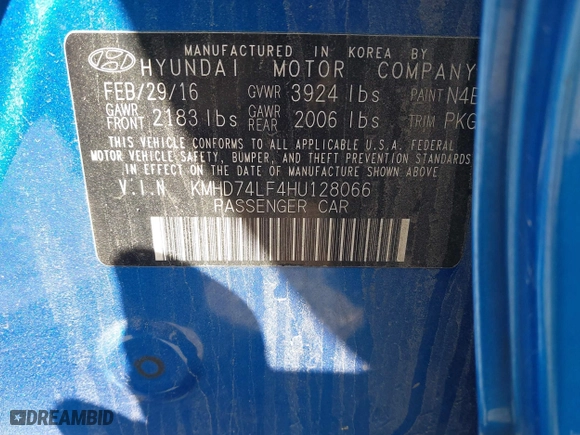 MANUFACTURED IN KOREA BY
HYUNDAI MOTOR COMPANY
FEB/29/16 GVWR 3924 lbs PAINT N4E
GAWR FRONT 2183 lbs GAWR REAR 2006 lbs TRIM PKG
THIS VEHICLE CONFORMS TO ALL APPLICABLE U.S.A. FEDERAL
MOTOR VEHICLE SAFETY, BUMPER, AND THEFT PREVENTION STANDARDS
IN EFFECT ON THE DATE OF MANUFACTURE SHOWN ABOVE
V.I.N KMHD74LF4HU128066
PASSENGER CAR
DREAMBID